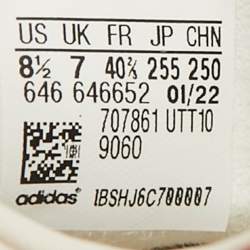 US UK FR JP CHN
8½ 7 40⅔ 255 250
646 646652 01/22
707861 UTT10
9060
adidas IBSHJ6C700007